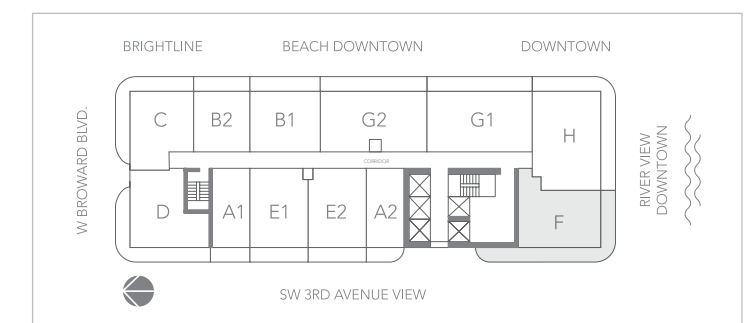 BRIGHTLINE
BEACH DOWNTOWN
DOWNTOWN
W BROWARD BLVD.
C
B2
B1
G2
G1
H
CORRIDOR
D
A1
E1
E2
A2
F
RIVER VIEW
DOWNTOWN
SW 3RD AVENUE VIEW